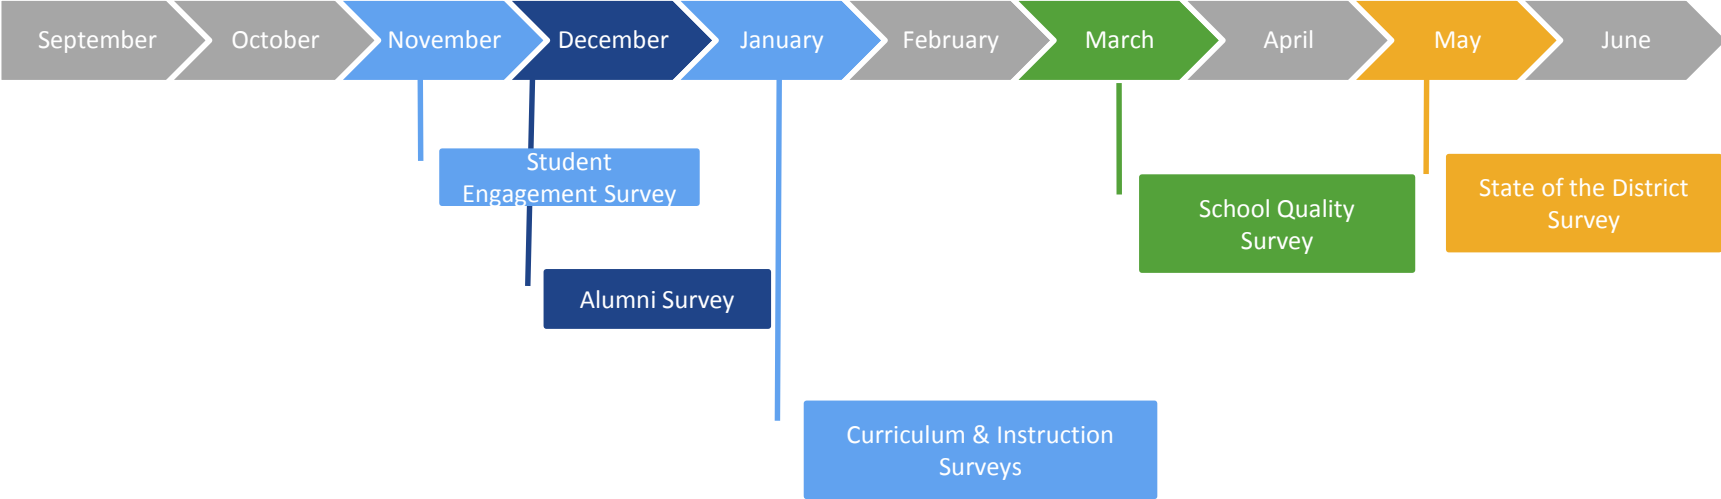 September
October
November
December
January
February
March
April
May
June
Student
Engagement Survey
Alumni Survey
Curriculum & Instruction
Surveys
School Quality
Survey
State of the District
Survey